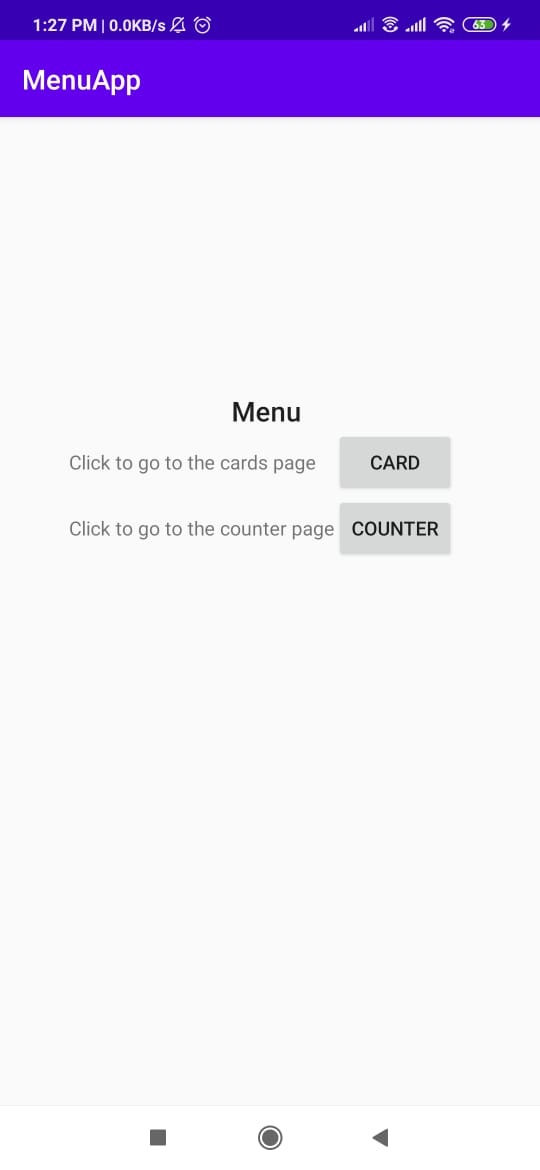 1:27 PM | 0.0KB/s 63
MenuApp
Menu
Click to go to the cards page CARD
Click to go to the counter page COUNTER